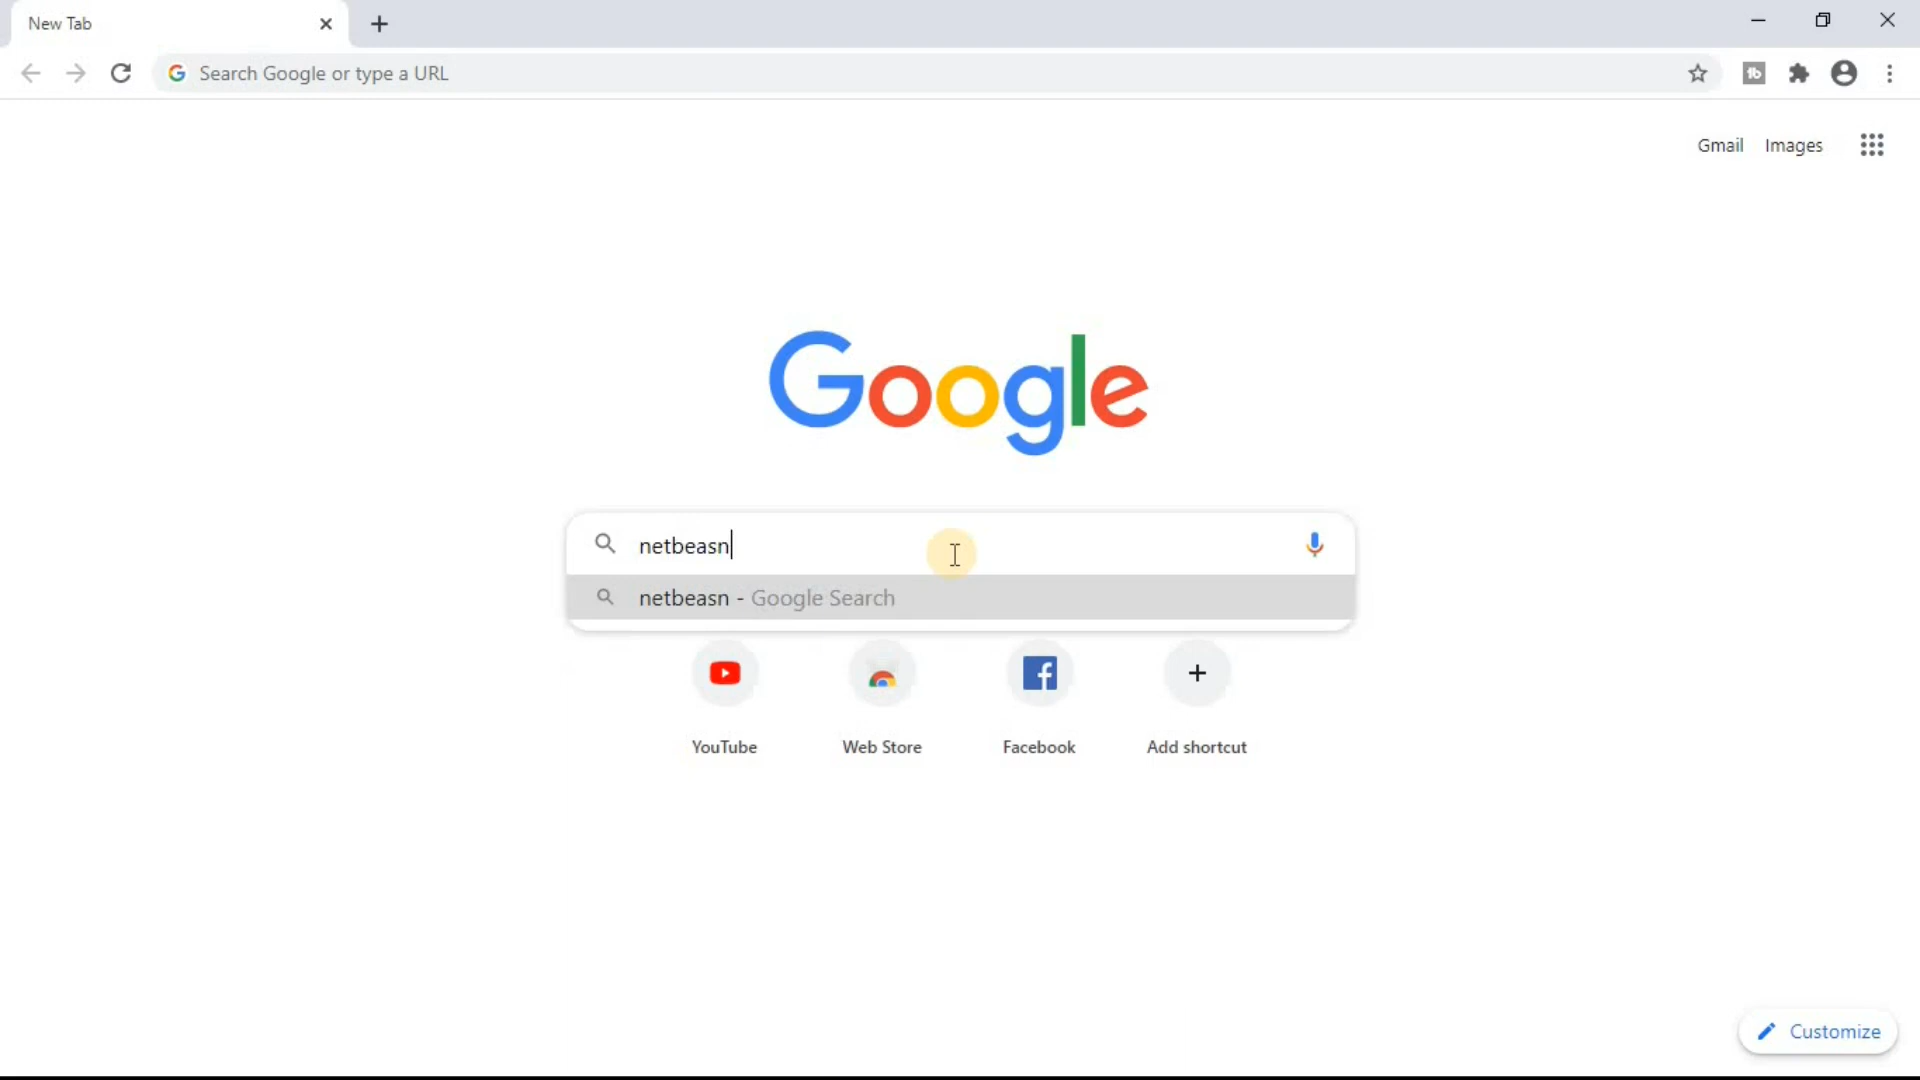 New Tab
Search Google or type a URL
Gmail Images
Google
netbeasn
netbeasn - Google Search
YouTube Web Store Facebook Add shortcut
Customize